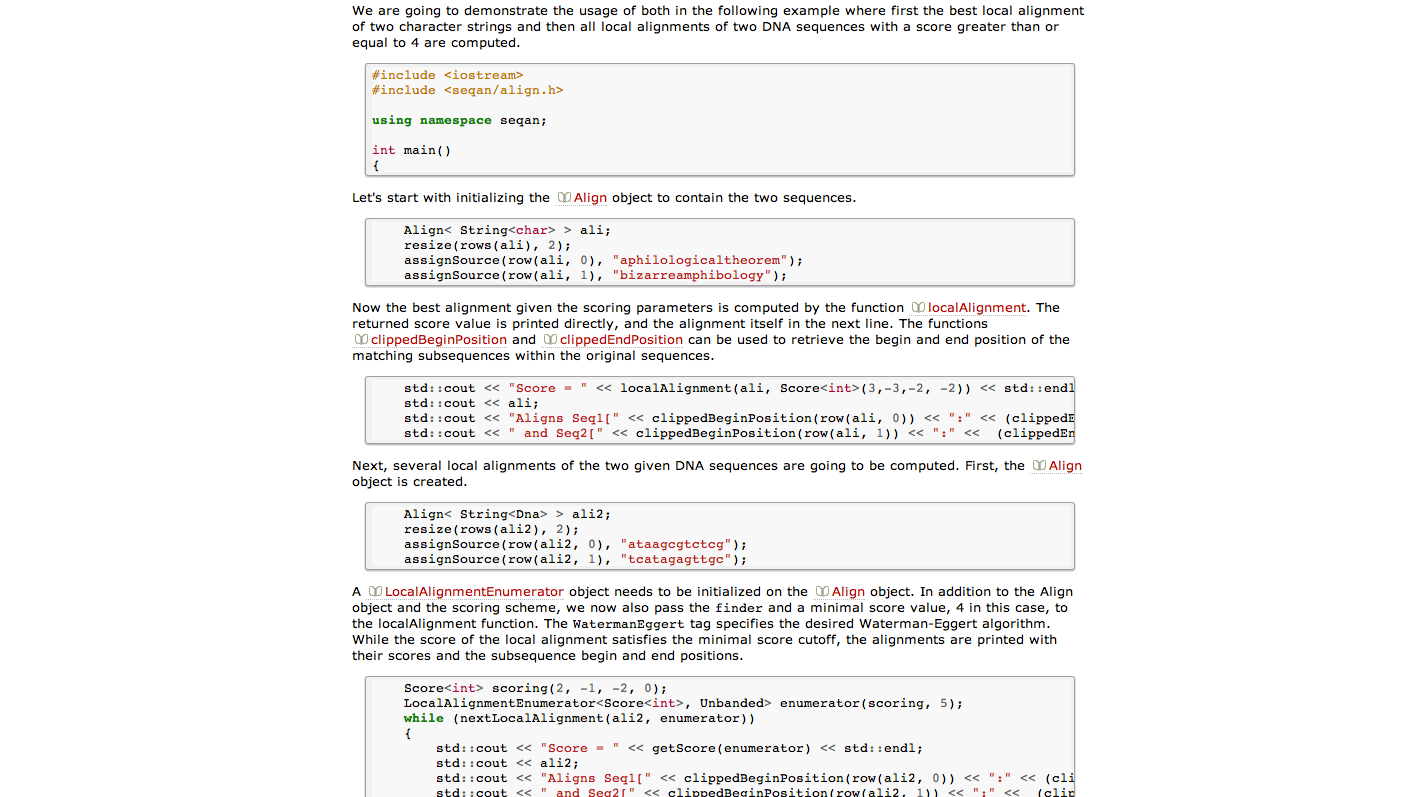 We are going to demonstrate the usage of both in the following example where first the best local alignment
of two character strings and then all local alignments of two DNA sequences with a score greater than or
equal to 4 are computed.
#include <iostream>
#include <seqan/align.h>
using namespace seqan;
int main()
{
Let's start with initializing the Align object to contain the two sequences.
Align< String<char> > ali;
resize(rows(ali), 2);
assignSource(row(ali, 0), "aphilologicaltheorem");
assignSource(row(ali, 1), "bizarreamphibology");
Now the best alignment given the scoring parameters is computed by the function localAlignment. The
returned score value is printed directly, and the alignment itself in the next line. The functions
clippedBeginPosition and clippedEndPosition can be used to retrieve the begin and end position of the
matching subsequences within the original sequences.
std::cout << "Score = " << localAlignment(ali, Score<int>(3,-3,-2, -2)) << std::endl
std::cout << ali;
std::cout << "Aligns Seq1[" << clippedBeginPosition(row(ali, 0)) << ":" << (clippedE
std::cout << " and Seq2[" << clippedBeginPosition(row(ali, 1)) << ":" <<  (clippedEn
Next, several local alignments of the two given DNA sequences are going to be computed. First, the Align
object is created.
Align< String<Dna> > ali2;
resize(rows(ali2), 2);
assignSource(row(ali2, 0), "ataagcgtctcg");
assignSource(row(ali2, 1), "tcatagagttgc");
A LocalAlignmentEnumerator object needs to be initialized on the Align object. In addition to the Align
object and the scoring scheme, we now also pass the finder and a minimal score value, 4 in this case, to
the localAlignment function. The WatermanEggert tag specifies the desired Waterman-Eggert algorithm.
While the score of the local alignment satisfies the minimal score cutoff, the alignments are printed with
their scores and the subsequence begin and end positions.
Score<int> scoring(2, -1, -2, 0);
LocalAlignmentEnumerator<Score<int>, Unbanded> enumerator(scoring, 5);
while (nextLocalAlignment(ali2, enumerator))
{
std::cout << "Score = " << getScore(enumerator) << std::endl;
std::cout << ali2;
std::cout << "Aligns Seq1[" << clippedBeginPosition(row(ali2, 0)) << ":" << (cli
std::cout << " and Seq2[" << clippedBeginPosition(row(ali2, 1)) << ":" <<  (clip